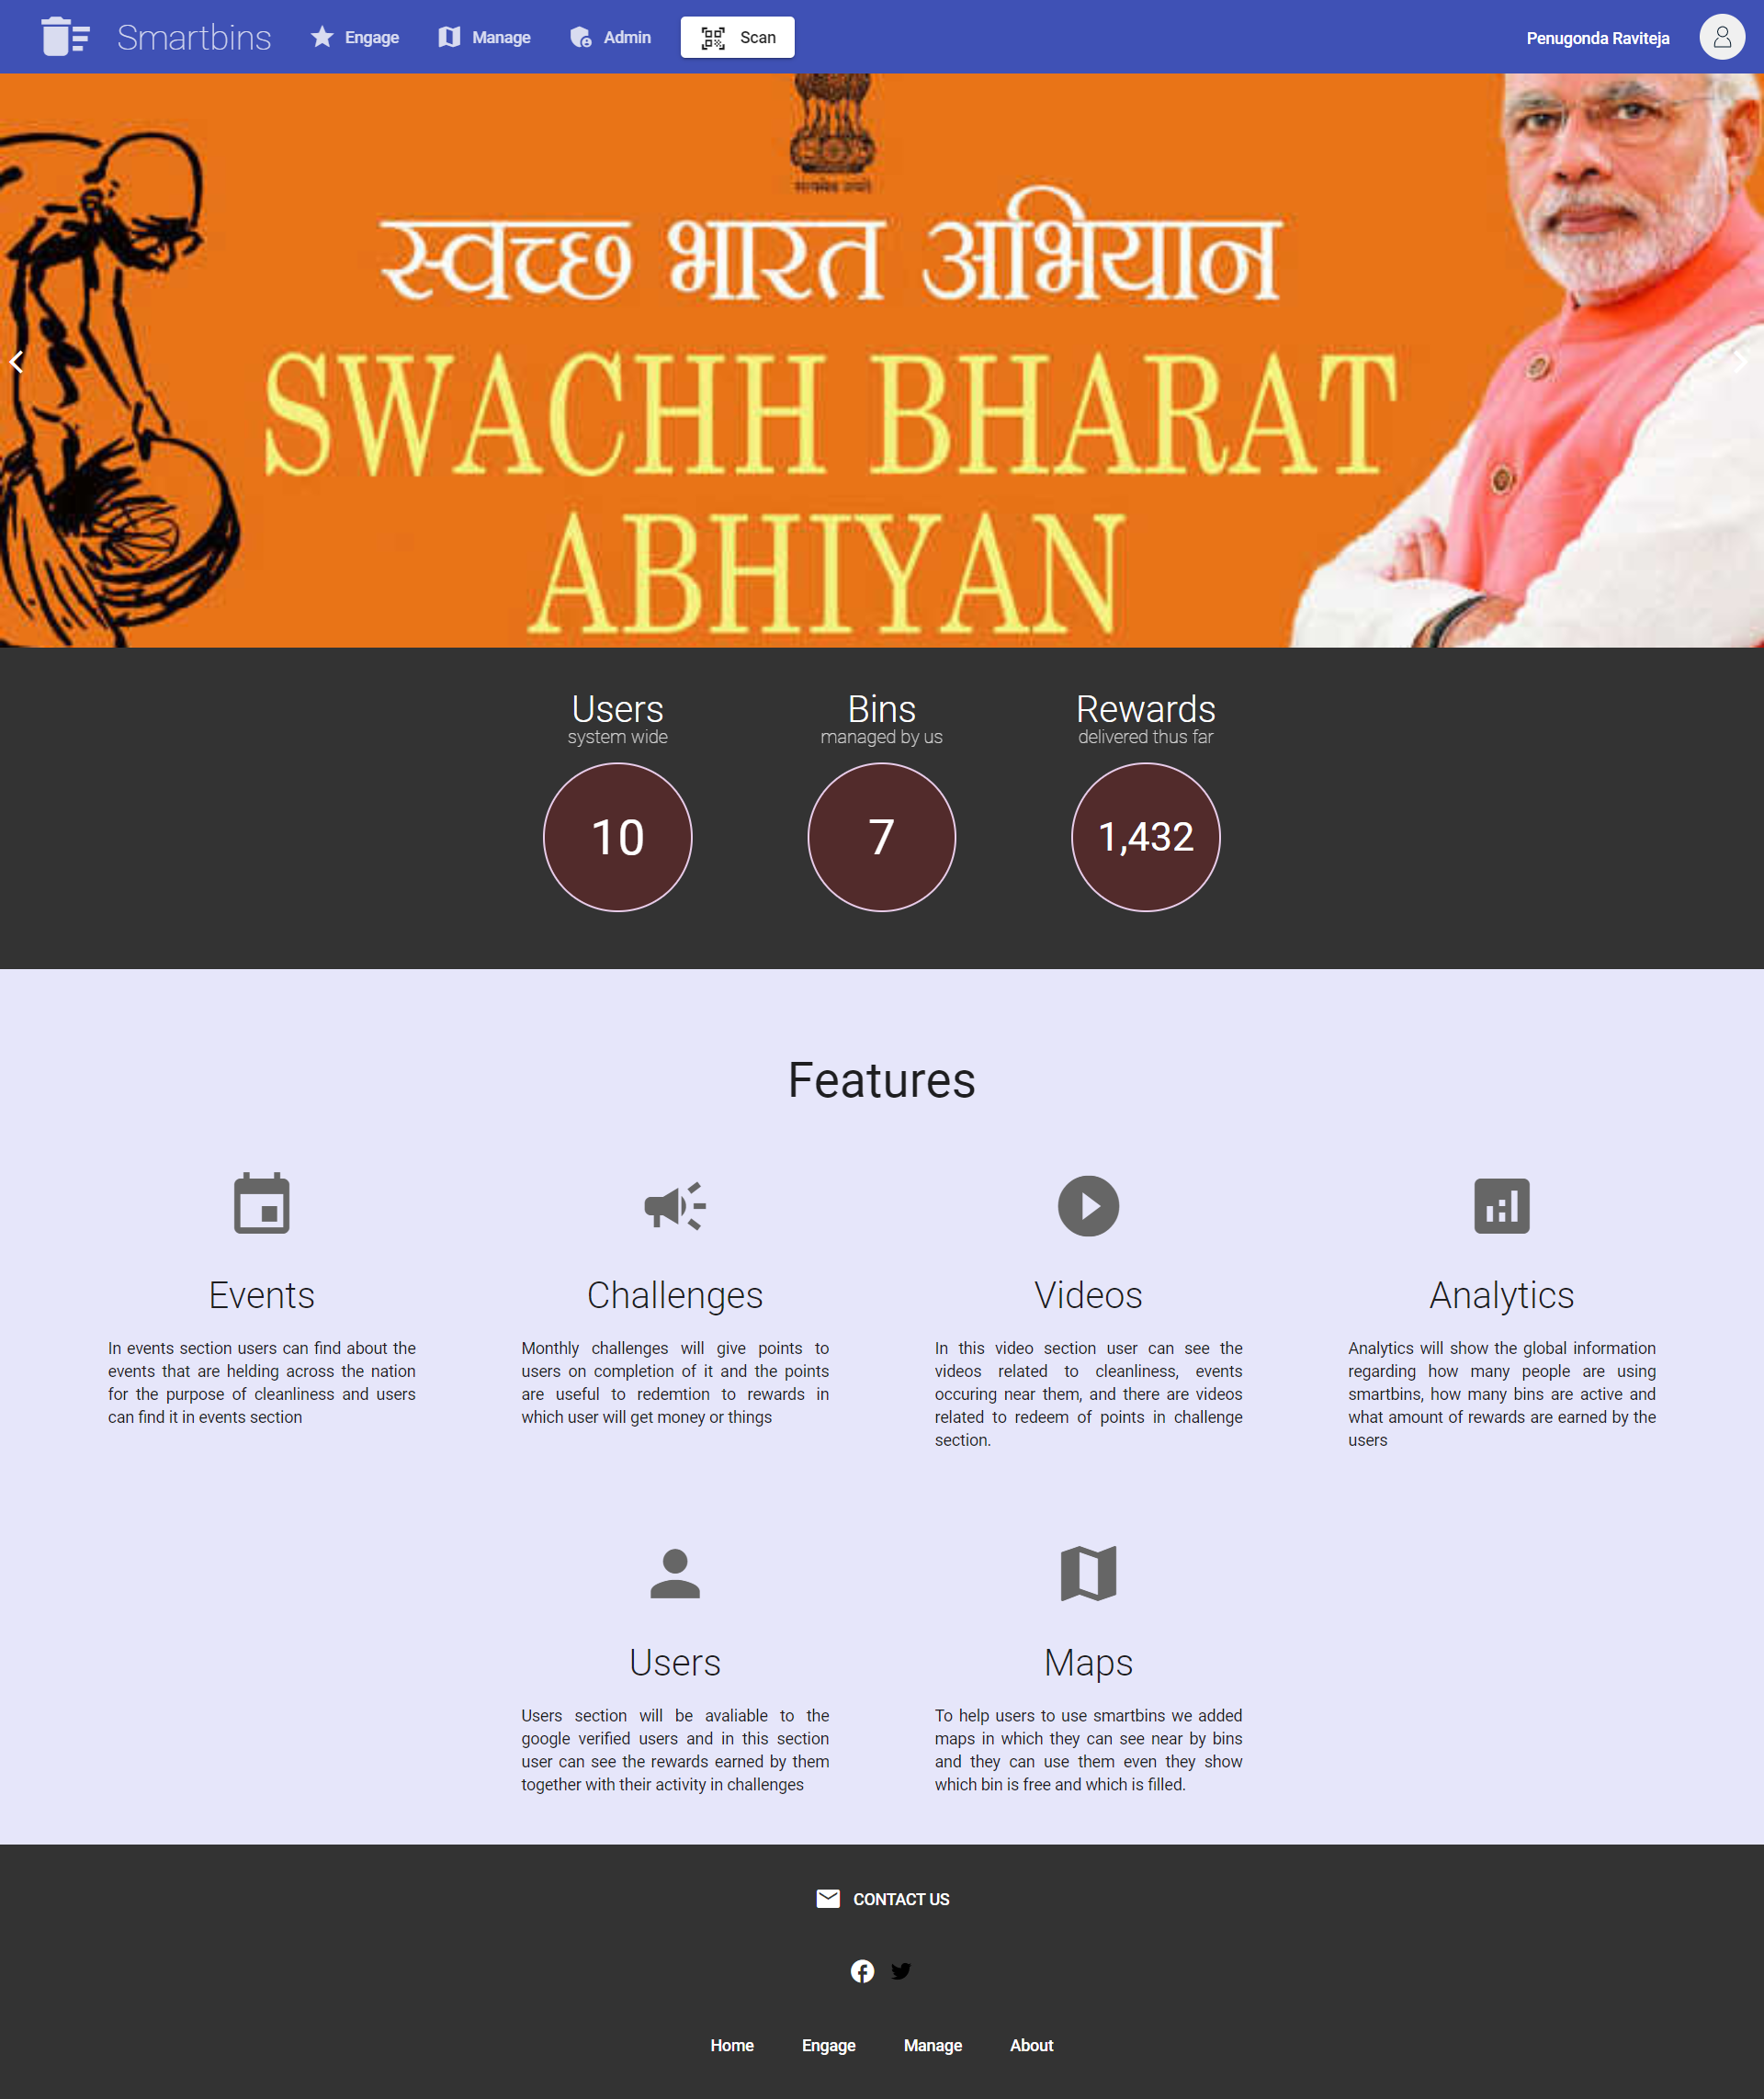 Smartbins
Engage
Manage
Admin
Scan
Penugonda Raviteja
सत्यमेव जयते
स्वच्छ भारत अभियान
SWACHH BHARAT
ABHIYAN
Users
system wide
10
Bins
managed by us
7
Rewards
delivered thus far
1,432
Features
Events
In events section users can find about the
events that are helding across the nation
for the purpose of cleanliness and users
can find it in events section
Challenges
Monthly challenges will give points to
users on completion of it and the points
are useful to redemtion to rewards in
which user will get money or things
Videos
In this video section user can see the
videos related to cleanliness, events
occuring near them, and there are videos
related to redeem of points in challenge
section.
Analytics
Analytics will show the global information
regarding how many people are using
smartbins, how many bins are active and
what amount of rewards are earned by the
users
Users
Users section will be avaliable to the
google verified users and in this section
user can see the rewards earned by them
together with their activity in challenges
Maps
To help users to use smartbins we added
maps in which they can see near by bins
and they can use them even they show
which bin is free and which is filled.
CONTACT US
Home
Engage
Manage
About